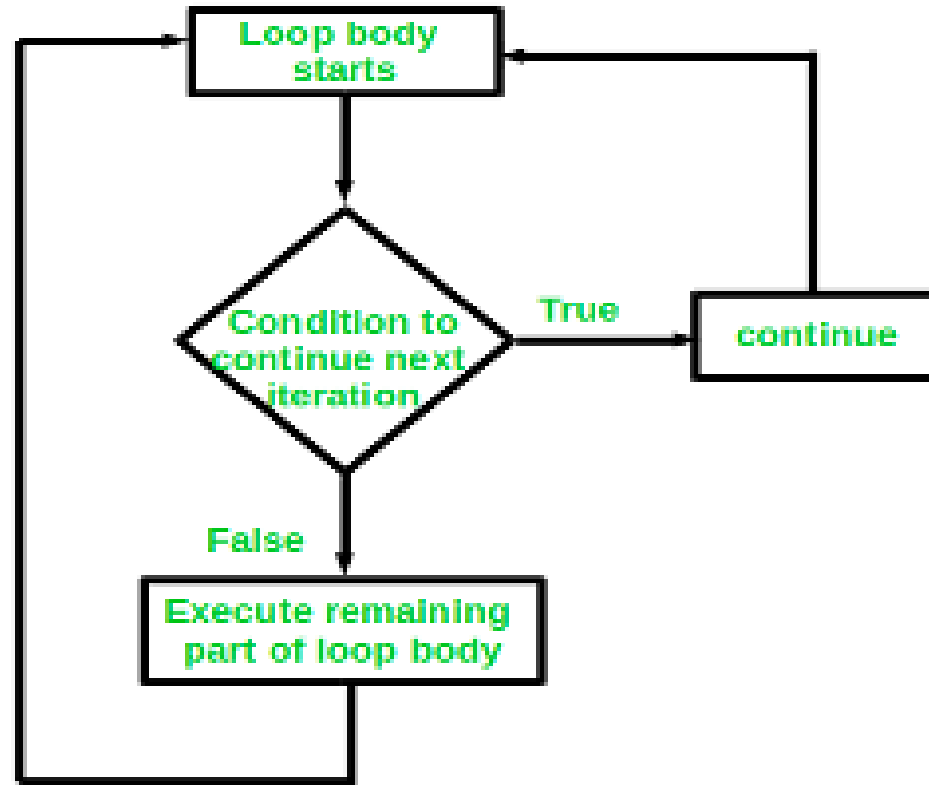 Loop body
starts
Condition to
continue next
iteration
True
continue
False
Execute remaining
part of loop body